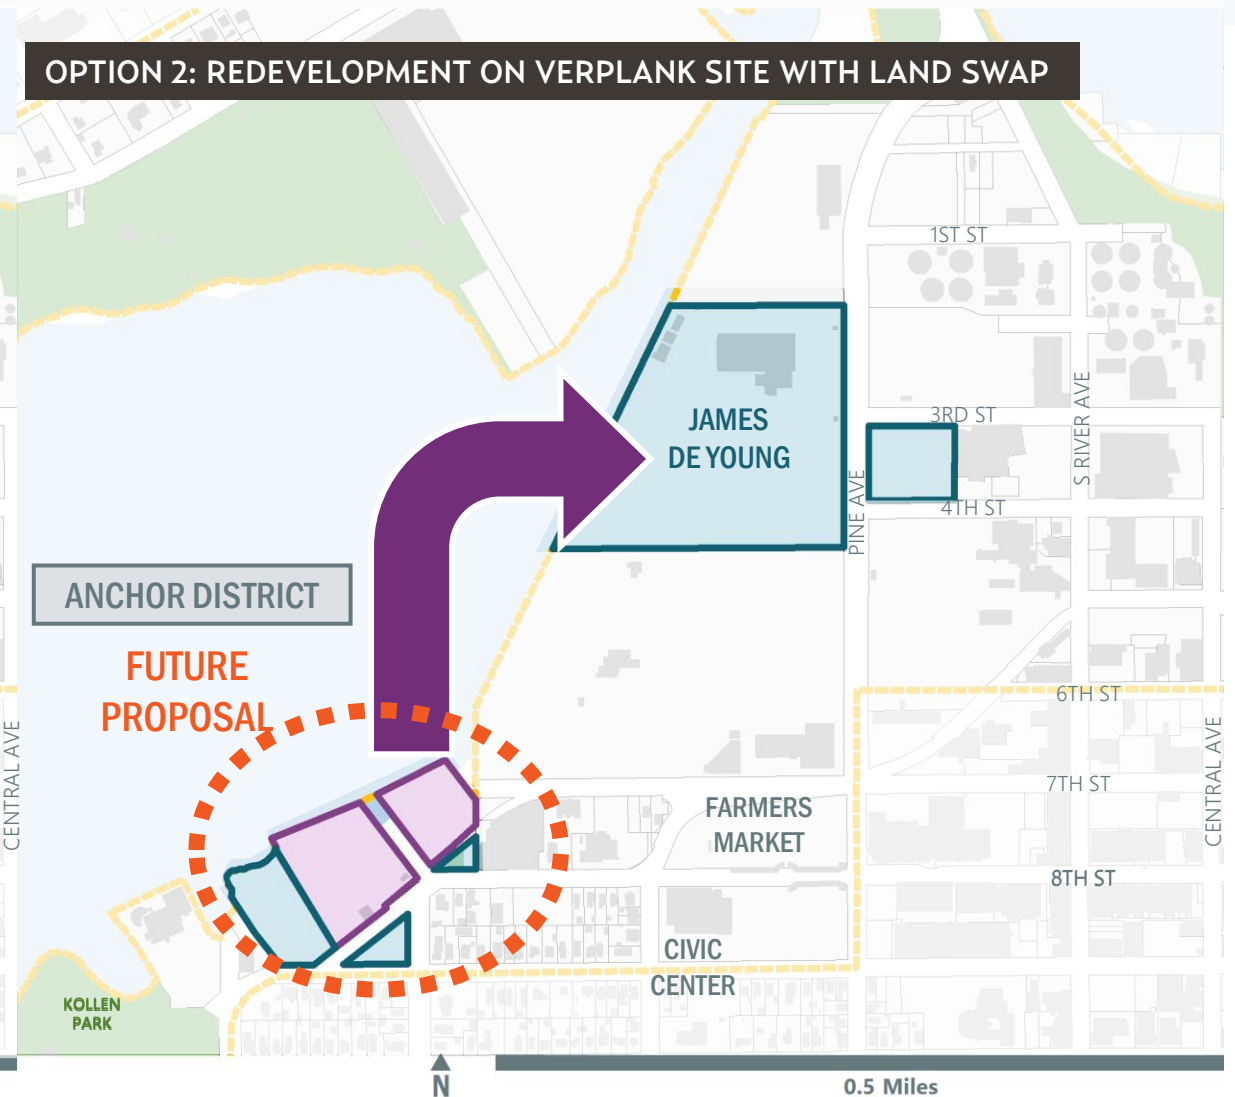 OPTION 2: REDEVELOPMENT ON VERPLANK SITE WITH LAND SWAP
1ST ST
3RD ST
4TH ST
S RIVER AVE
PINE AVE
JAMES
DE YOUNG
ANCHOR DISTRICT
FUTURE
PROPOSAL
6TH ST
CENTRAL AVE
CENTRAL AVE
7TH ST
FARMERS
MARKET
8TH ST
CIVIC
CENTER
KOLLEN
PARK
N
0.5 Miles